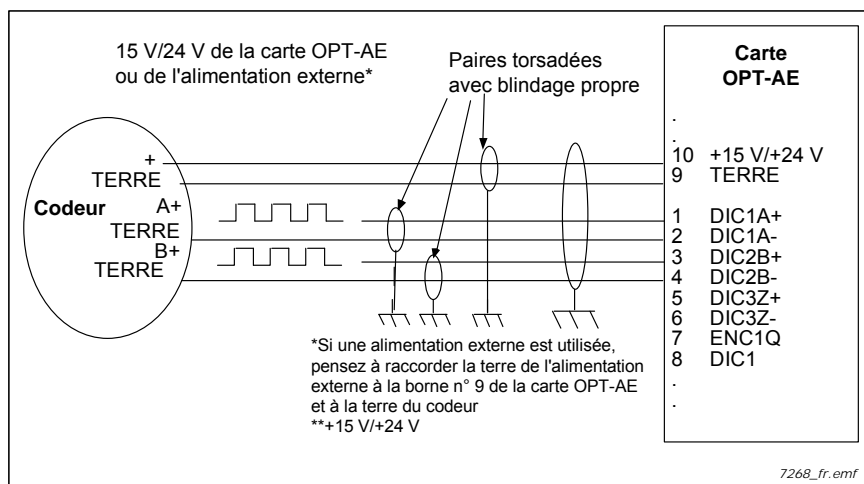 15 V/24 V de la carte OPT-AE
ou de l'alimentation externe*
Paires torsadées
avec blindage propre
Carte
OPT-AE
.
.
10 +15 V/+24 V
9 TERRE
1 DIC1A+
2 DIC1A-
3 DIC2B+
4 DIC2B-
5 DIC3Z+
6 DIC3Z-
7 ENC1Q
8 DIC1
.
.
+
TERRE
Codeur
A+
TERRE
B+
TERRE
*Si une alimentation externe est utilisée,
pensez à raccorder la terre de l'alimentation
externe à la borne n° 9 de la carte OPT-AE
et à la terre du codeur
**+15 V/+24 V
7268_fr.emf